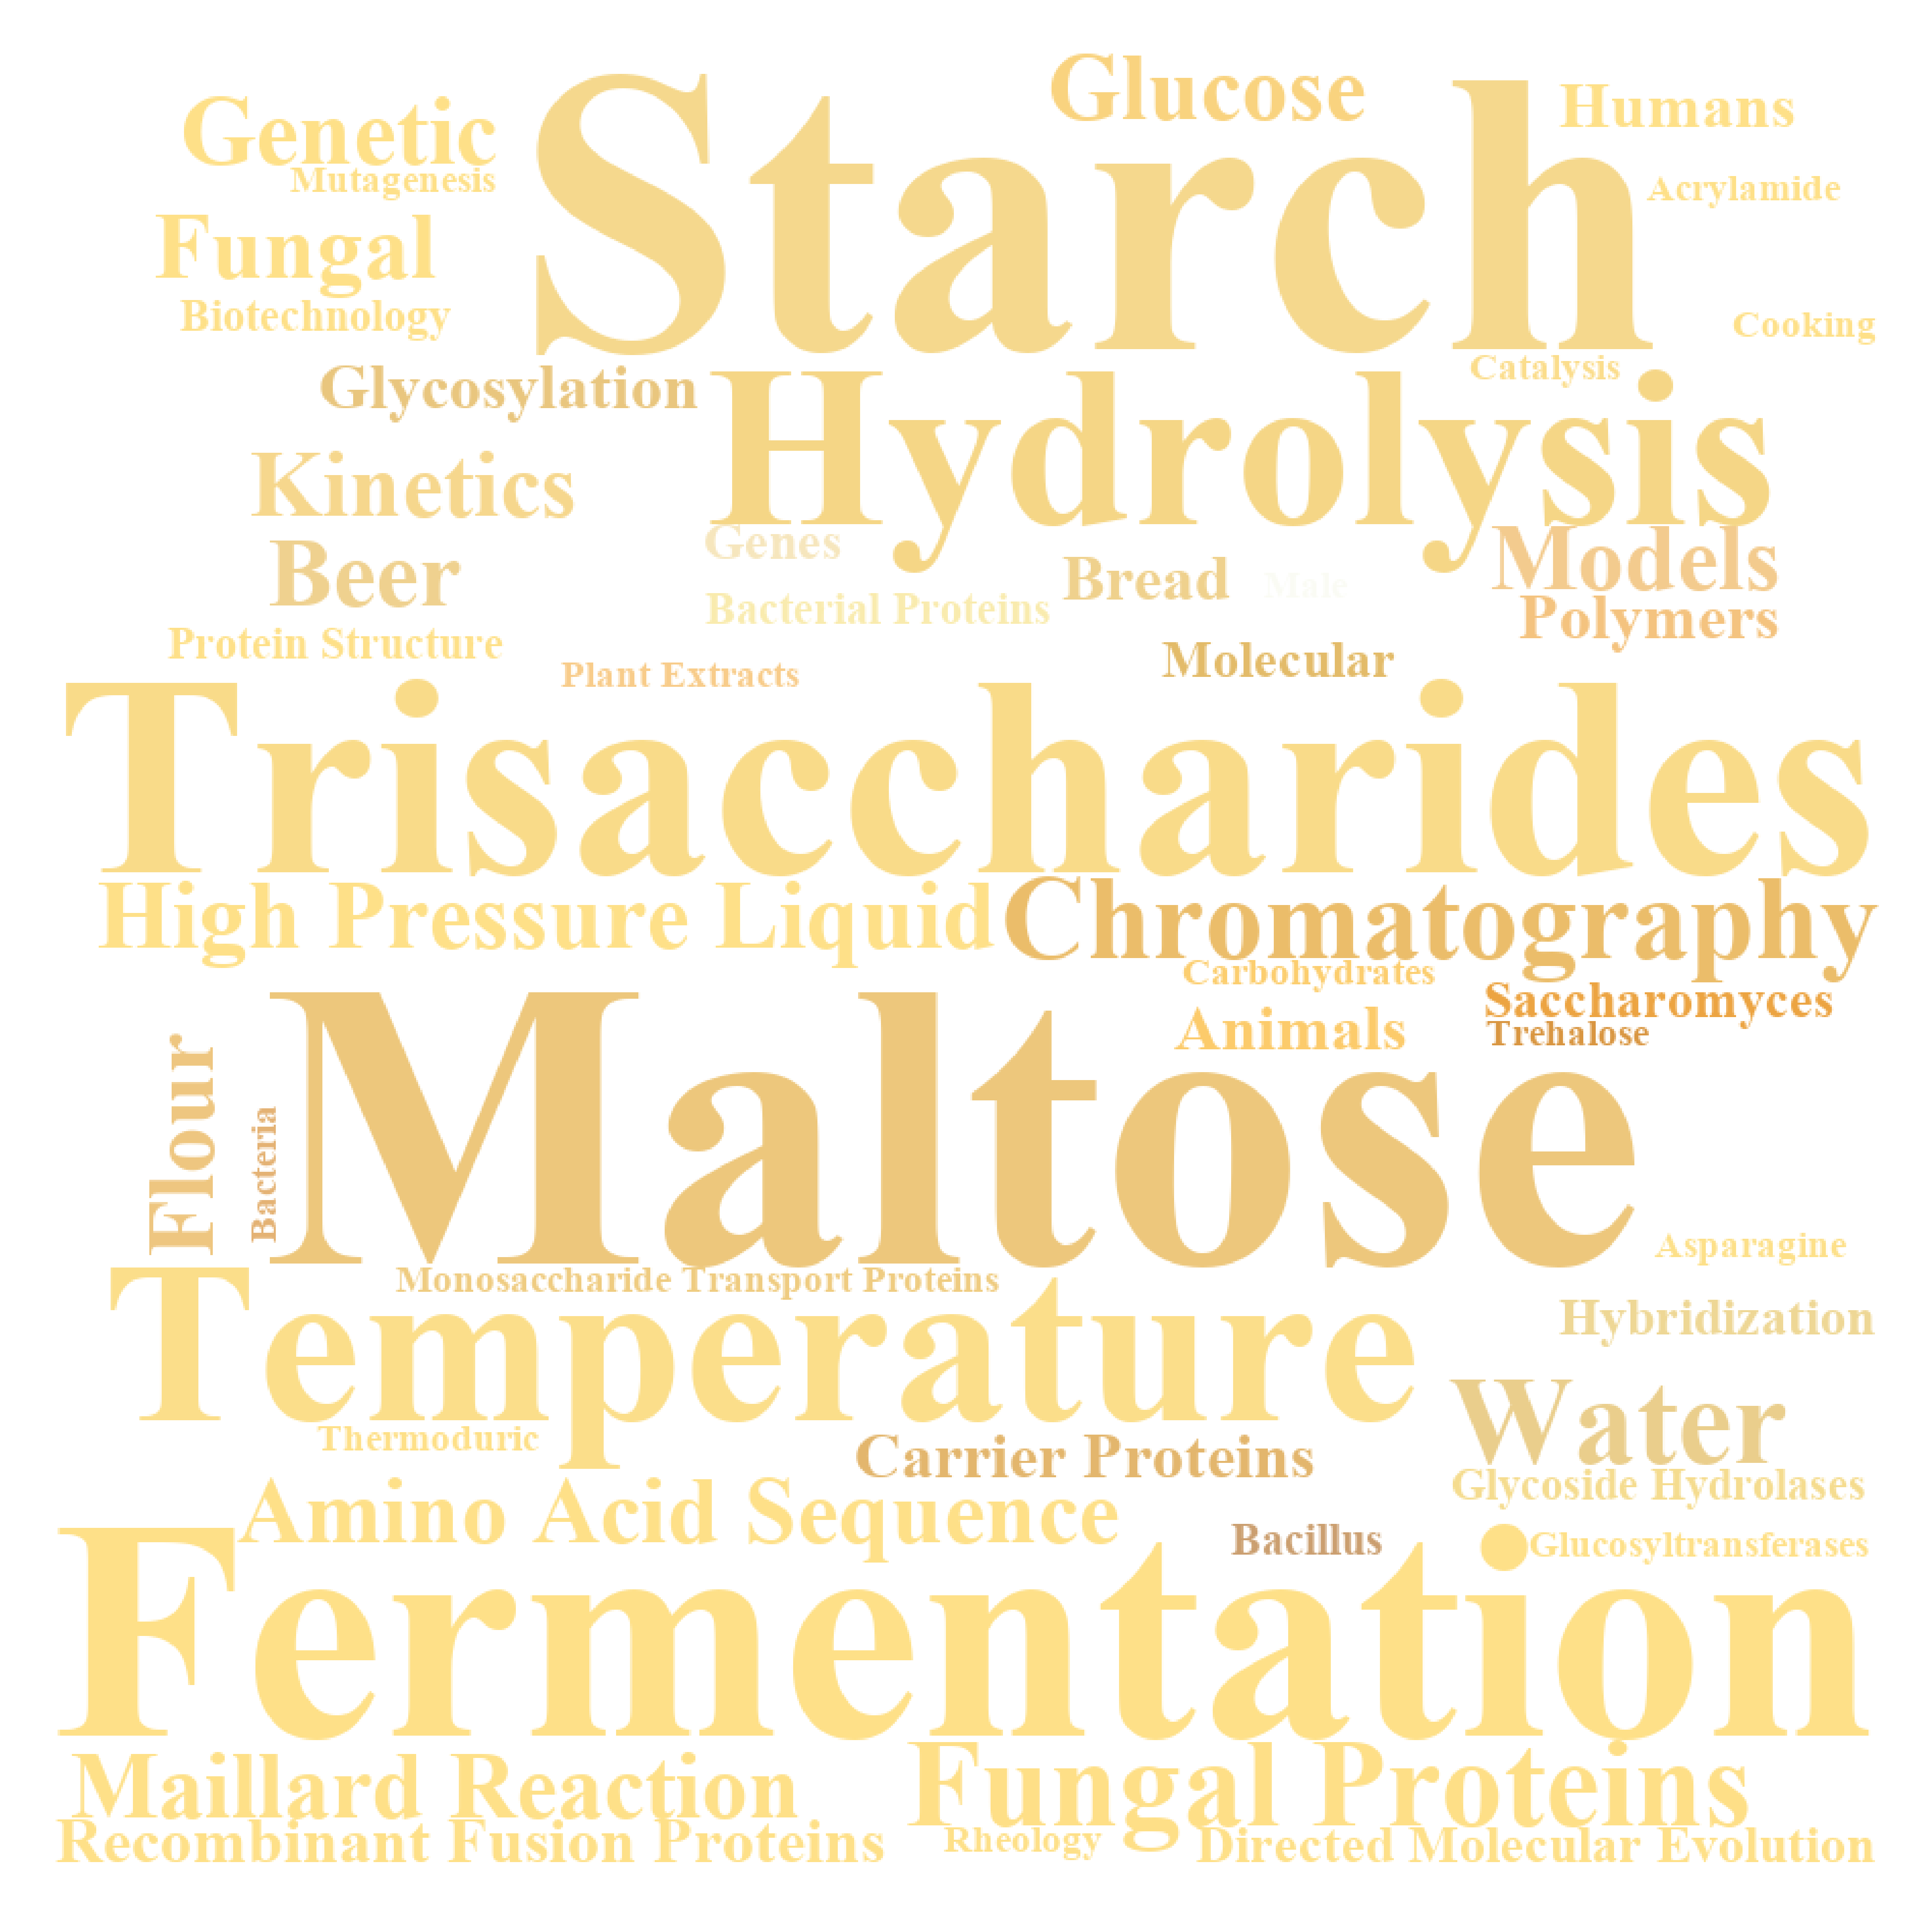 Starch
Glucose
Humans
Genetic
Mutagenesis
Acrylamide
Fungal
Biotechnology
Cooking
Catalysis
Glycosylation
Hydrolysis
Kinetics
Genes
Models
Beer
Bread
Male
Bacterial Proteins
Polymers
Protein Structure
Molecular
Plant Extracts
Trisaccharides
High Pressure Liquid
Chromatography
Carbohydrates
Saccharomyces
Animals
Trehalose
Flour
Bacteria
Maltose
Asparagine
Monosaccharide Transport Proteins
Temperature
Hybridization
Water
Thermoduric
Carrier Proteins
Glycoside Hydrolases
Amino Acid Sequence
Bacillus
Glucosyltransferases
Fermentation
Maillard Reaction
Fungal Proteins
Recombinant Fusion Proteins
Rheology
Directed Molecular Evolution